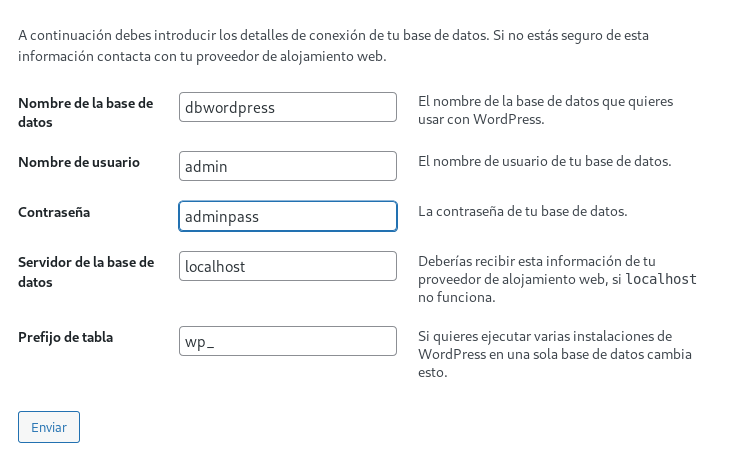 A continuación debes introducir los detalles de conexión de tu base de datos. Si no estás seguro de esta
información contacta con tu proveedor de alojamiento web.
Nombre de la base de
datos
dbwordpress
El nombre de la base de datos que quieres
usar con WordPress.
Nombre de usuario
admin
El nombre de usuario de tu base de datos.
Contraseña
adminpass
La contraseña de tu base de datos.
Servidor de la base de
datos
localhost
Deberías recibir esta información de tu
proveedor de alojamiento web, si localhost
no funciona.
Prefijo de tabla
wp_
Si quieres ejecutar varias instalaciones de
WordPress en una sola base de datos cambia
esto.
Enviar